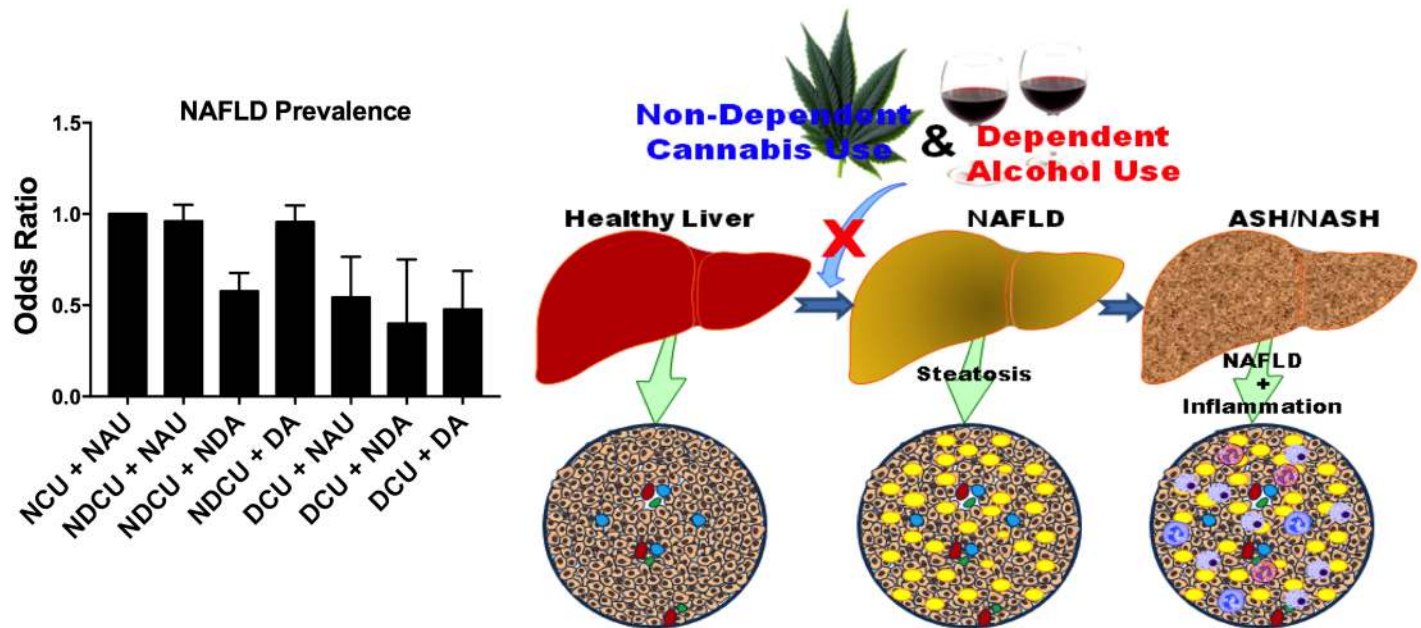 NAFLD Prevalence
Odds Ratio
1.5
1.0
0.5
0.0
NCU + NAU
NDCU + NAU
NDCU + NDA
NDCU + DA
DCU + NAU
DCU + NDA
DCU + DA
Non-Dependent
Cannabis Use
&
Dependent
Alcohol Use
X
Healthy Liver
NAFLD
ASH/NASH
Steatosis
NAFLD
+
Inflammation